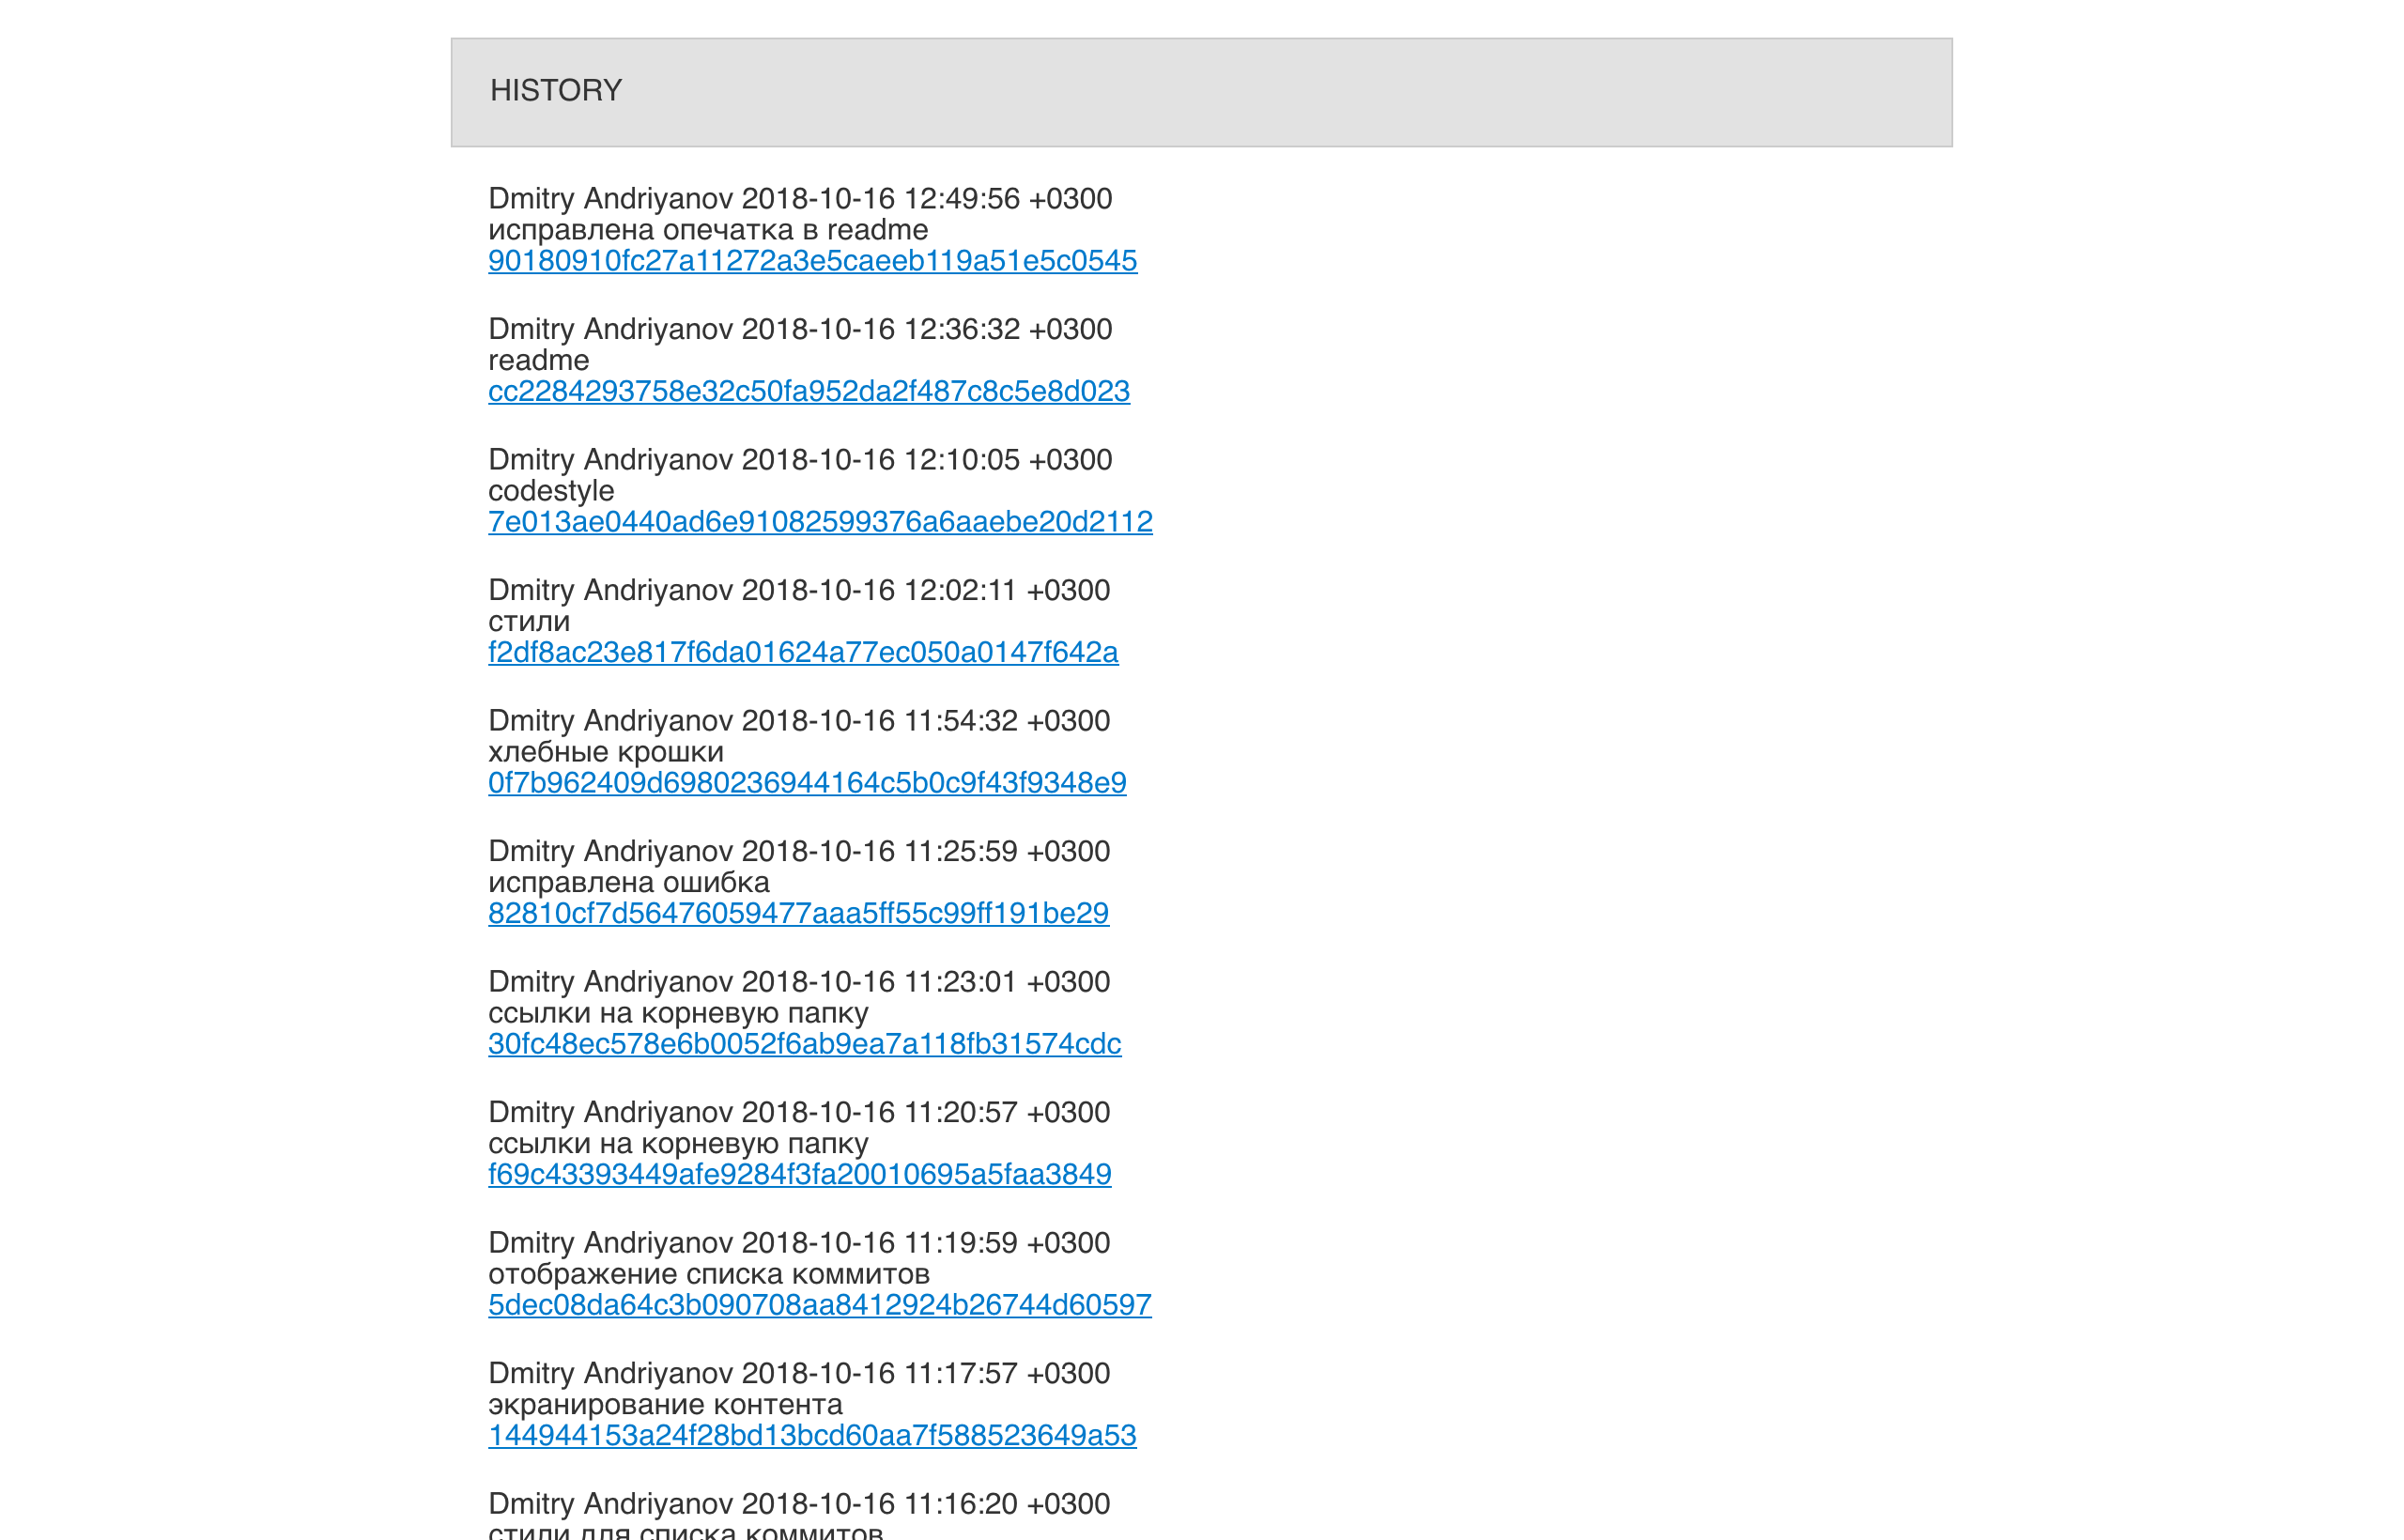 HISTORY
Dmitry Andriyanov 2018-10-16 12:49:56 +0300
исправлена опечатка в readme
90180910fc27a11272a3e5caeeb119a51e5c0545
Dmitry Andriyanov 2018-10-16 12:36:32 +0300
readme
cc2284293758e32c50fa952da2f487c8c5e8d023
Dmitry Andriyanov 2018-10-16 12:10:05 +0300
codestyle
7e013ae0440ad6e91082599376a6aaebe20d2112
Dmitry Andriyanov 2018-10-16 12:02:11 +0300
стили
f2df8ac23e817f6da01624a77ec050a0147f642a
Dmitry Andriyanov 2018-10-16 11:54:32 +0300
хлебные крошки
0f7b962409d6980236944164c5b0c9f43f9348e9
Dmitry Andriyanov 2018-10-16 11:25:59 +0300
исправлена ошибка
82810cf7d56476059477aaa5ff55c99ff191be29
Dmitry Andriyanov 2018-10-16 11:23:01 +0300
ссылки на корневую папку
30fc48ec578e6b0052f6ab9ea7a118fb31574cdc
Dmitry Andriyanov 2018-10-16 11:20:57 +0300
ссылки на корневую папку
f69c43393449afe9284f3fa20010695a5faa3849
Dmitry Andriyanov 2018-10-16 11:19:59 +0300
отображение списка коммитов
5dec08da64c3b090708aa8412924b26744d60597
Dmitry Andriyanov 2018-10-16 11:17:57 +0300
экранирование контента
144944153a24f28bd13bcd60aa7f588523649a53
Dmitry Andriyanov 2018-10-16 11:16:20 +0300
стили для списка коммитов